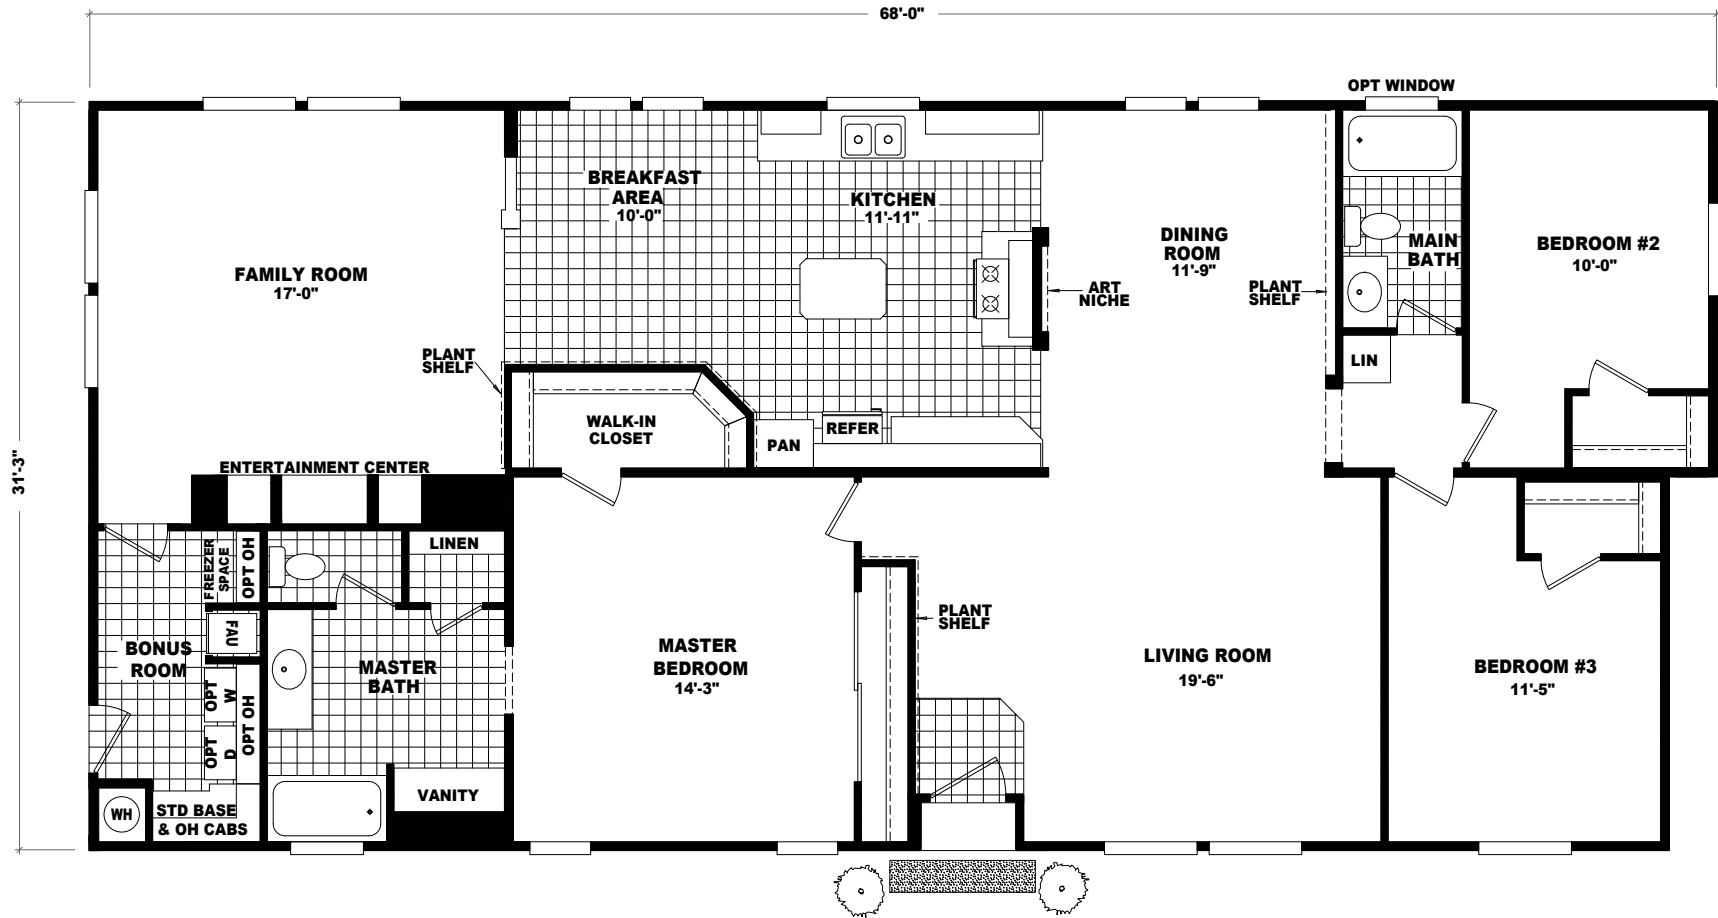 68'-0"
OPT WINDOW
BREAKFAST
AREA
10'-0"
KITCHEN
11'-11"
DINING
ROOM
11'-9"
MAIN
BATH
BEDROOM #2
10'-0"
FAMILY ROOM
17'-0"
ART
NICHE
PLANT
SHELF
PLANT
SHELF
LIN
WALK-IN
CLOSET
PAN
REFER
31'-3"
ENTERTAINMENT CENTER
FREEZER
SPACE
OPT OH
LINEN
FAU
PLANT
SHELF
BONUS
ROOM
MASTER
BATH
MASTER
BEDROOM
14'-3"
LIVING ROOM
19'-6"
BEDROOM #3
11'-5"
OPT
W
OPT OH
OPT
D
WH
STD BASE
& OH CABS
VANITY